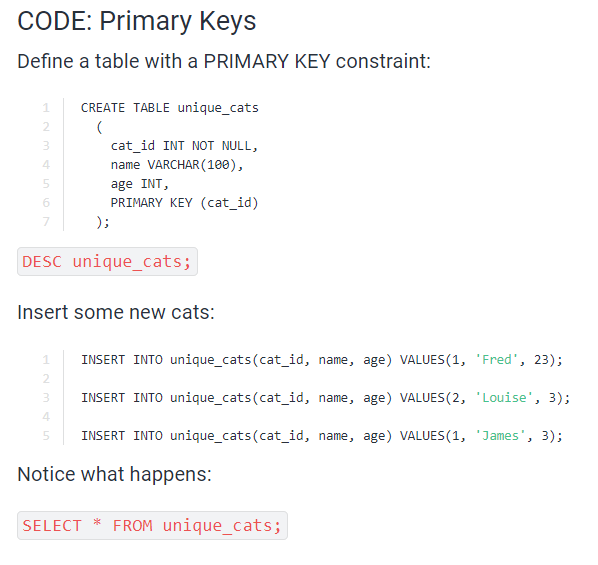 CODE: Primary Keys
Define a table with a PRIMARY KEY constraint:
1 CREATE TABLE unique_cats
2 (
3 cat_id INT NOT NULL,
4 name VARCHAR(100),
5 age INT,
6 PRIMARY KEY (cat_id)
7 );
DESC unique_cats;
Insert some new cats:
1 INSERT INTO unique_cats(cat_id, name, age) VALUES(1, 'Fred', 23);
2
3 INSERT INTO unique_cats(cat_id, name, age) VALUES(2, 'Louise', 3);
4
5 INSERT INTO unique_cats(cat_id, name, age) VALUES(1, 'James', 3);
Notice what happens:
SELECT * FROM unique_cats;